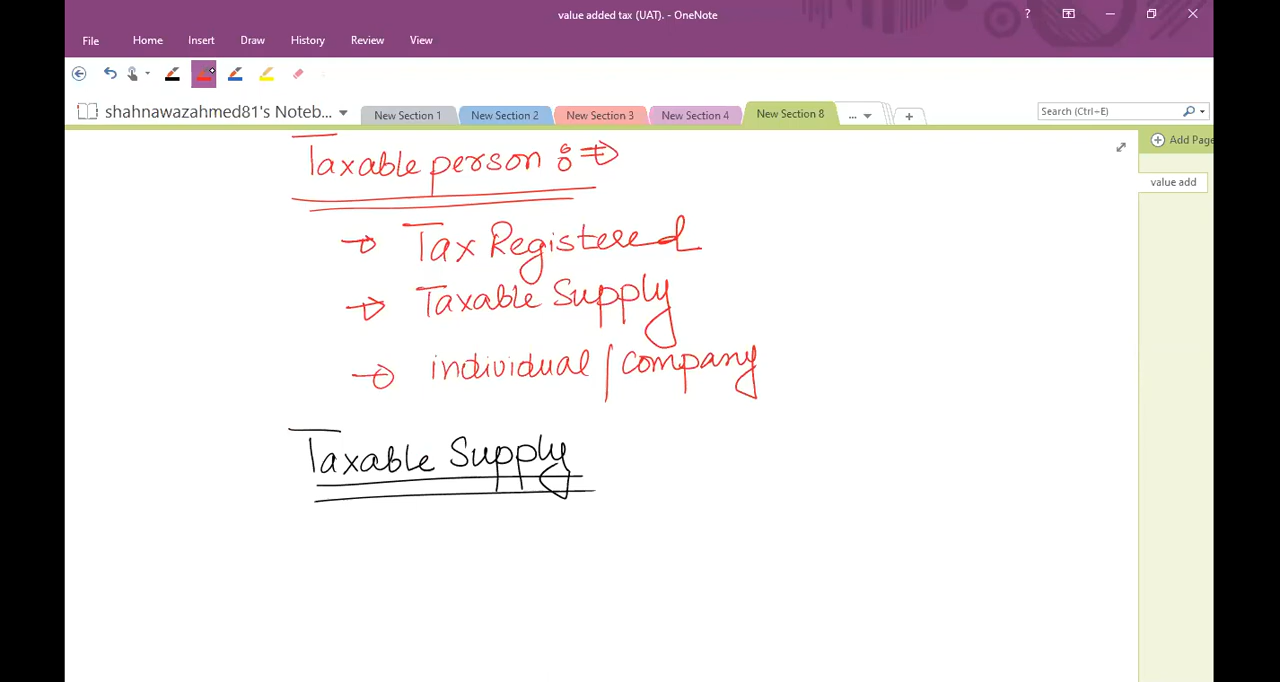 value added tax (UAT). - OneNote
?
File Home Insert Draw History Review View
shahnawazahmed81's Noteb... New Section 1 New Section 2 New Section 3 New Section 4 New Section 8 ... + Search (Ctrl+E)
Add Page
value add
Taxable person :
Tax Registered
Taxable Supply
individual / company
Taxable Supply